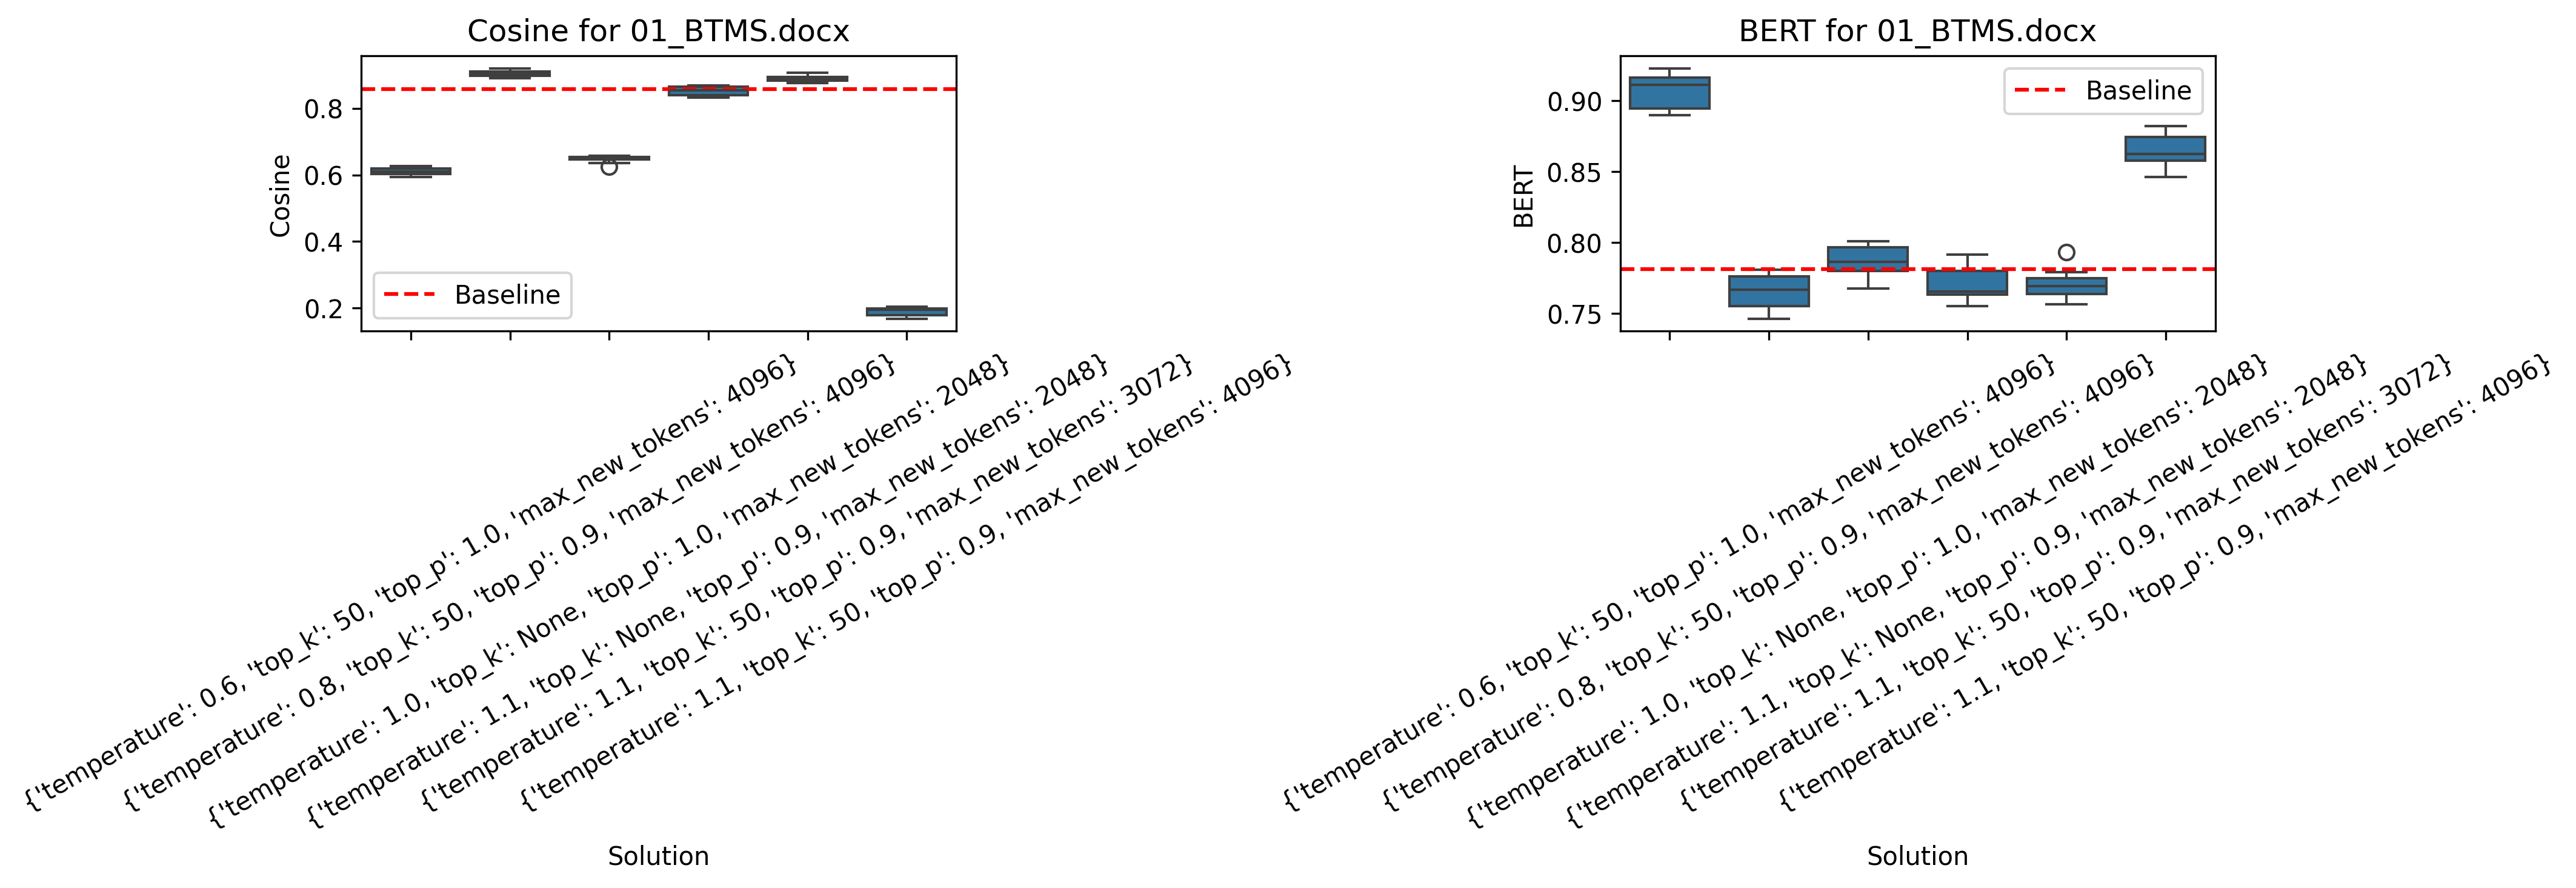 Cosine for 01_BTMS.docx
Cosine
0.8
0.6
0.4
0.2
Baseline
{'temperature': 0.6, 'top_k': 50, 'top_p': 1.0, 'max_new_tokens': 4096}
{'temperature': 0.8, 'top_k': 50, 'top_p': 0.9, 'max_new_tokens': 4096}
{'temperature': 1.0, 'top_k': None, 'top_p': 1.0, 'max_new_tokens': 2048}
{'temperature': 1.1, 'top_k': None, 'top_p': 0.9, 'max_new_tokens': 2048}
{'temperature': 1.1, 'top_k': 50, 'top_p': 0.9, 'max_new_tokens': 3072}
{'temperature': 1.1, 'top_k': 50, 'top_p': 0.9, 'max_new_tokens': 4096}
Solution
BERT for 01_BTMS.docx
BERT
0.90
0.85
0.80
0.75
Baseline
{'temperature': 0.6, 'top_k': 50, 'top_p': 1.0, 'max_new_tokens': 4096}
{'temperature': 0.8, 'top_k': 50, 'top_p': 0.9, 'max_new_tokens': 4096}
{'temperature': 1.0, 'top_k': None, 'top_p': 1.0, 'max_new_tokens': 2048}
{'temperature': 1.1, 'top_k': None, 'top_p': 0.9, 'max_new_tokens': 2048}
{'temperature': 1.1, 'top_k': 50, 'top_p': 0.9, 'max_new_tokens': 3072}
{'temperature': 1.1, 'top_k': 50, 'top_p': 0.9, 'max_new_tokens': 4096}
Solution